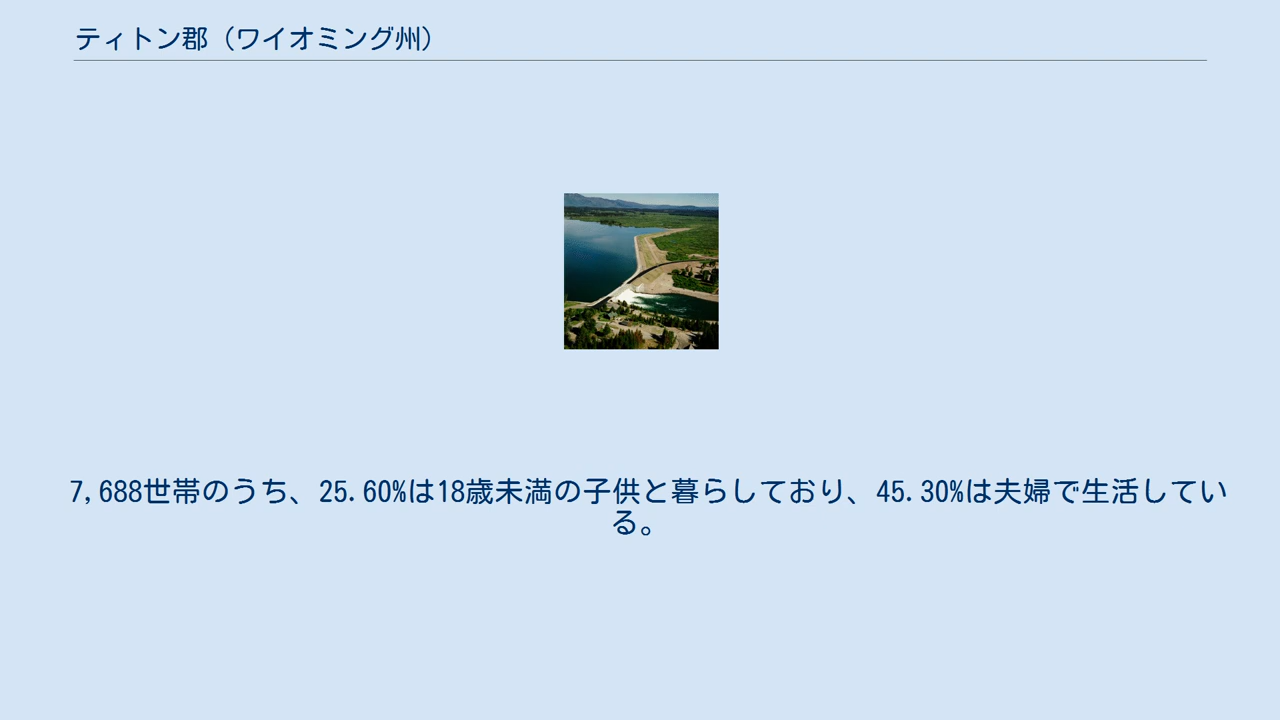 ティトン郡（ワイオミング州）
7,688世帯のうち、25.60%は18歳未満の子供と暮らしており、45.30%は夫婦で生活してい
る。